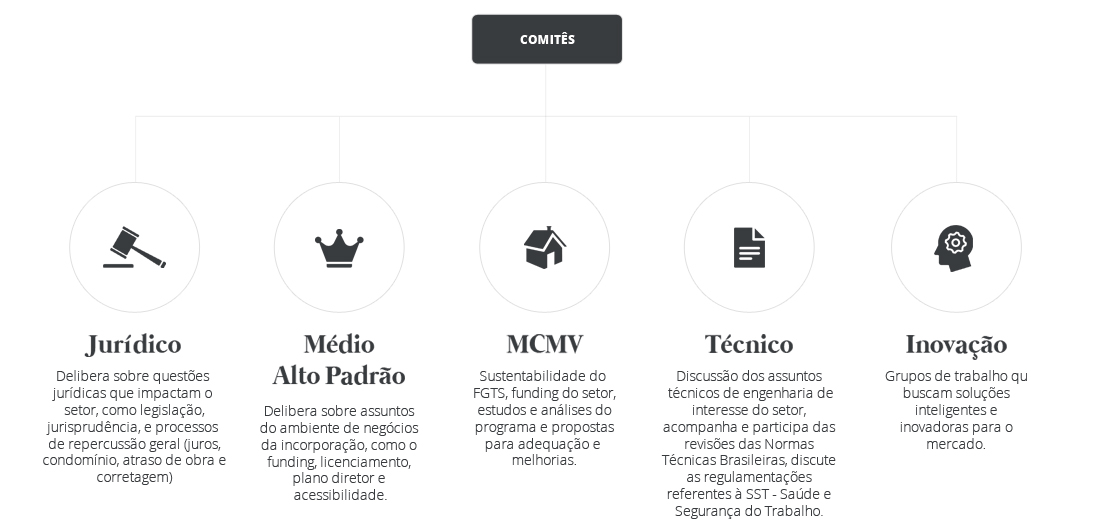 COMITÊS
Jurídico
Delibera sobre questões
jurídicas que impactam o
setor, como legislação,
jurisprudência, e processos
de repercussão geral (juros,
condomínio, atraso de obra e
corretagem)
Médio
Alto Padrão
Delibera sobre assuntos
do ambiente de negócios
da incorporação, como o
funding, licenciamento,
plano diretor e
acessibilidade.
MCMV
Sustentabilidade do
FGTS, funding do setor,
estudos e análises do
programa e propostas
para adequação e
melhorias.
Técnico
Discussão dos assuntos
técnicos de engenharia de
interesse do setor,
acompanha e participa das
revisões das Normas
Técnicas Brasileiras, discute
as regulamentações
referentes à SST - Saúde e
Segurança do Trabalho.
Inovação
Grupos de trabalho qu
buscam soluções
inteligentes e
inovadoras para o
mercado.